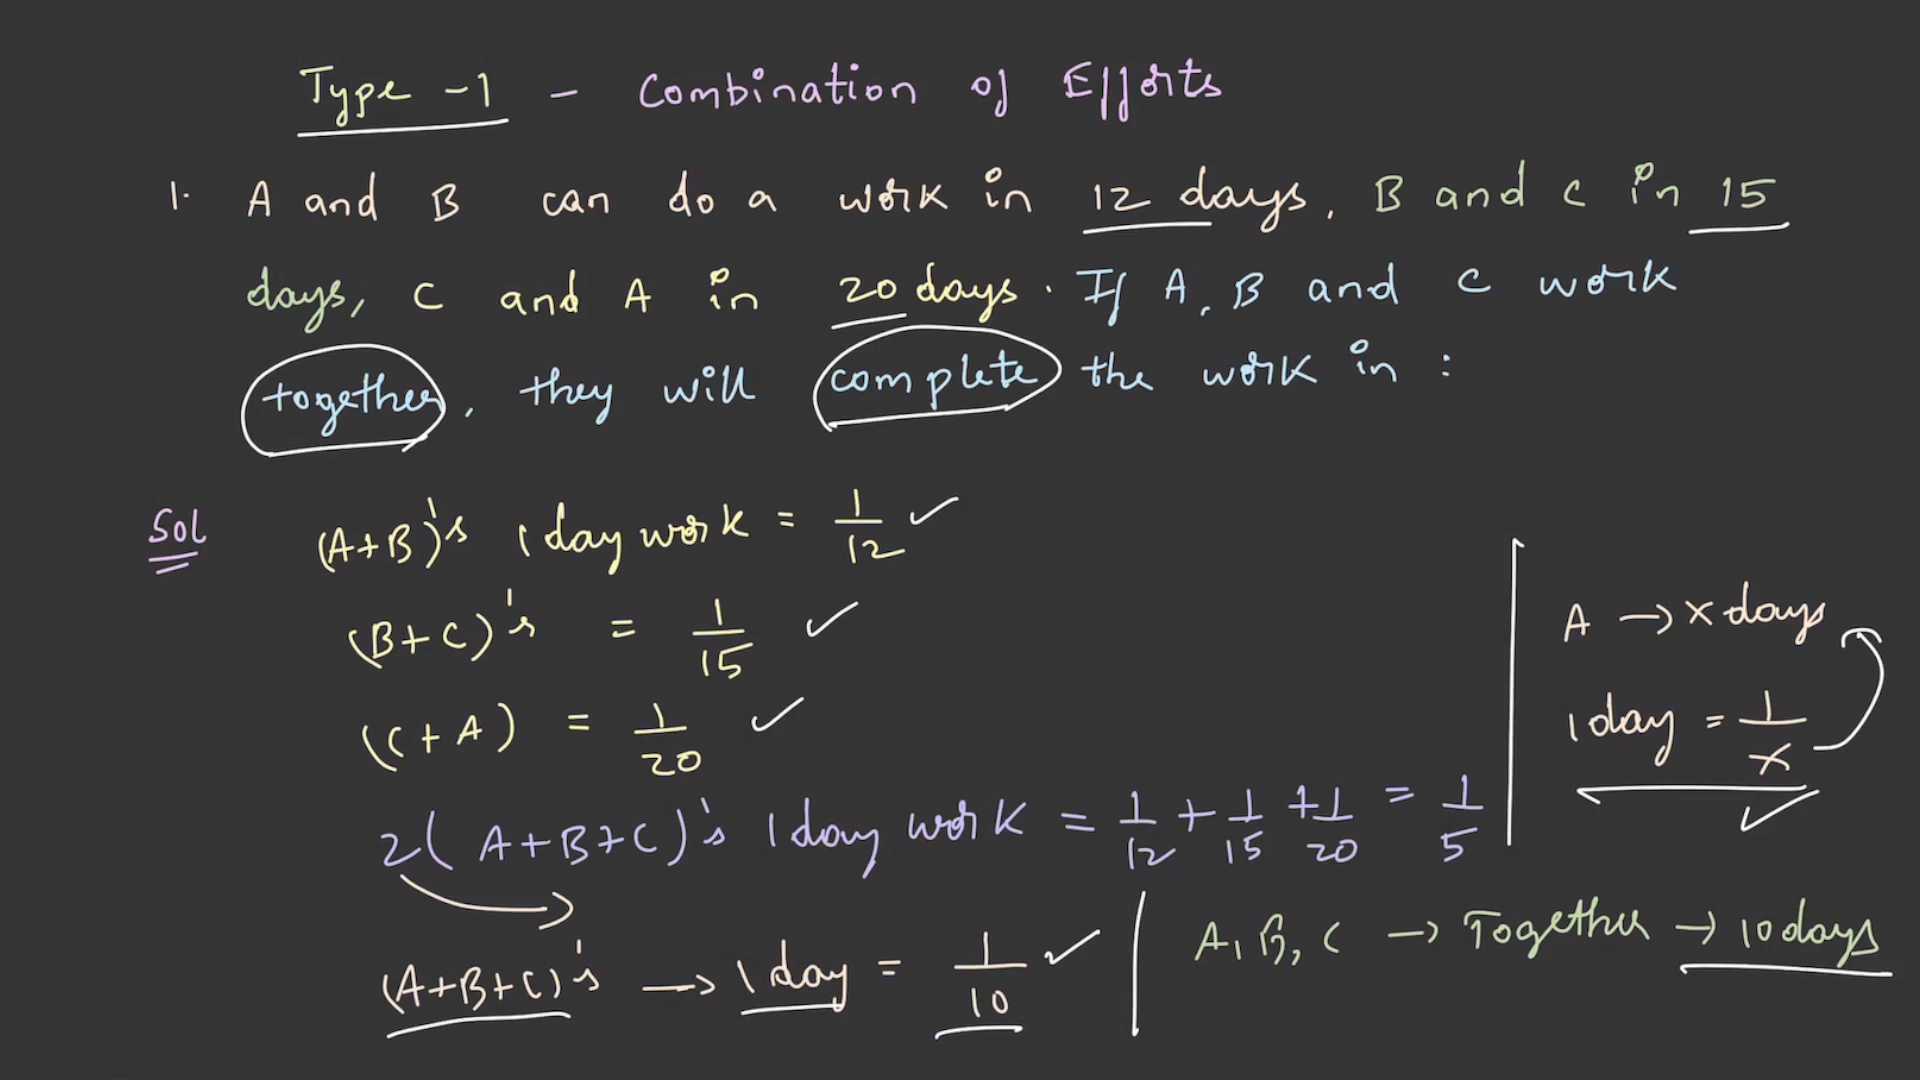 Type -1 - Combination of Efforts
1. A and B can do a work in 12 days, B and C in 15
days, C and A in 20 days. If A, B and C work
together, they will complete the work in :
Sol (A+B)'s 1 day work = 1/12 ✓
(B+C)'s = 1/15 ✓
(C+A) = 1/20 ✓
2(A+B+C)'s 1 day work = 1/12 + 1/15 + 1/20 = 1/5
(A+B+C)'s → 1 day = 1/10 ✓
A → x days
1 day = 1/x
✓
A, B, C → Together → 10 days